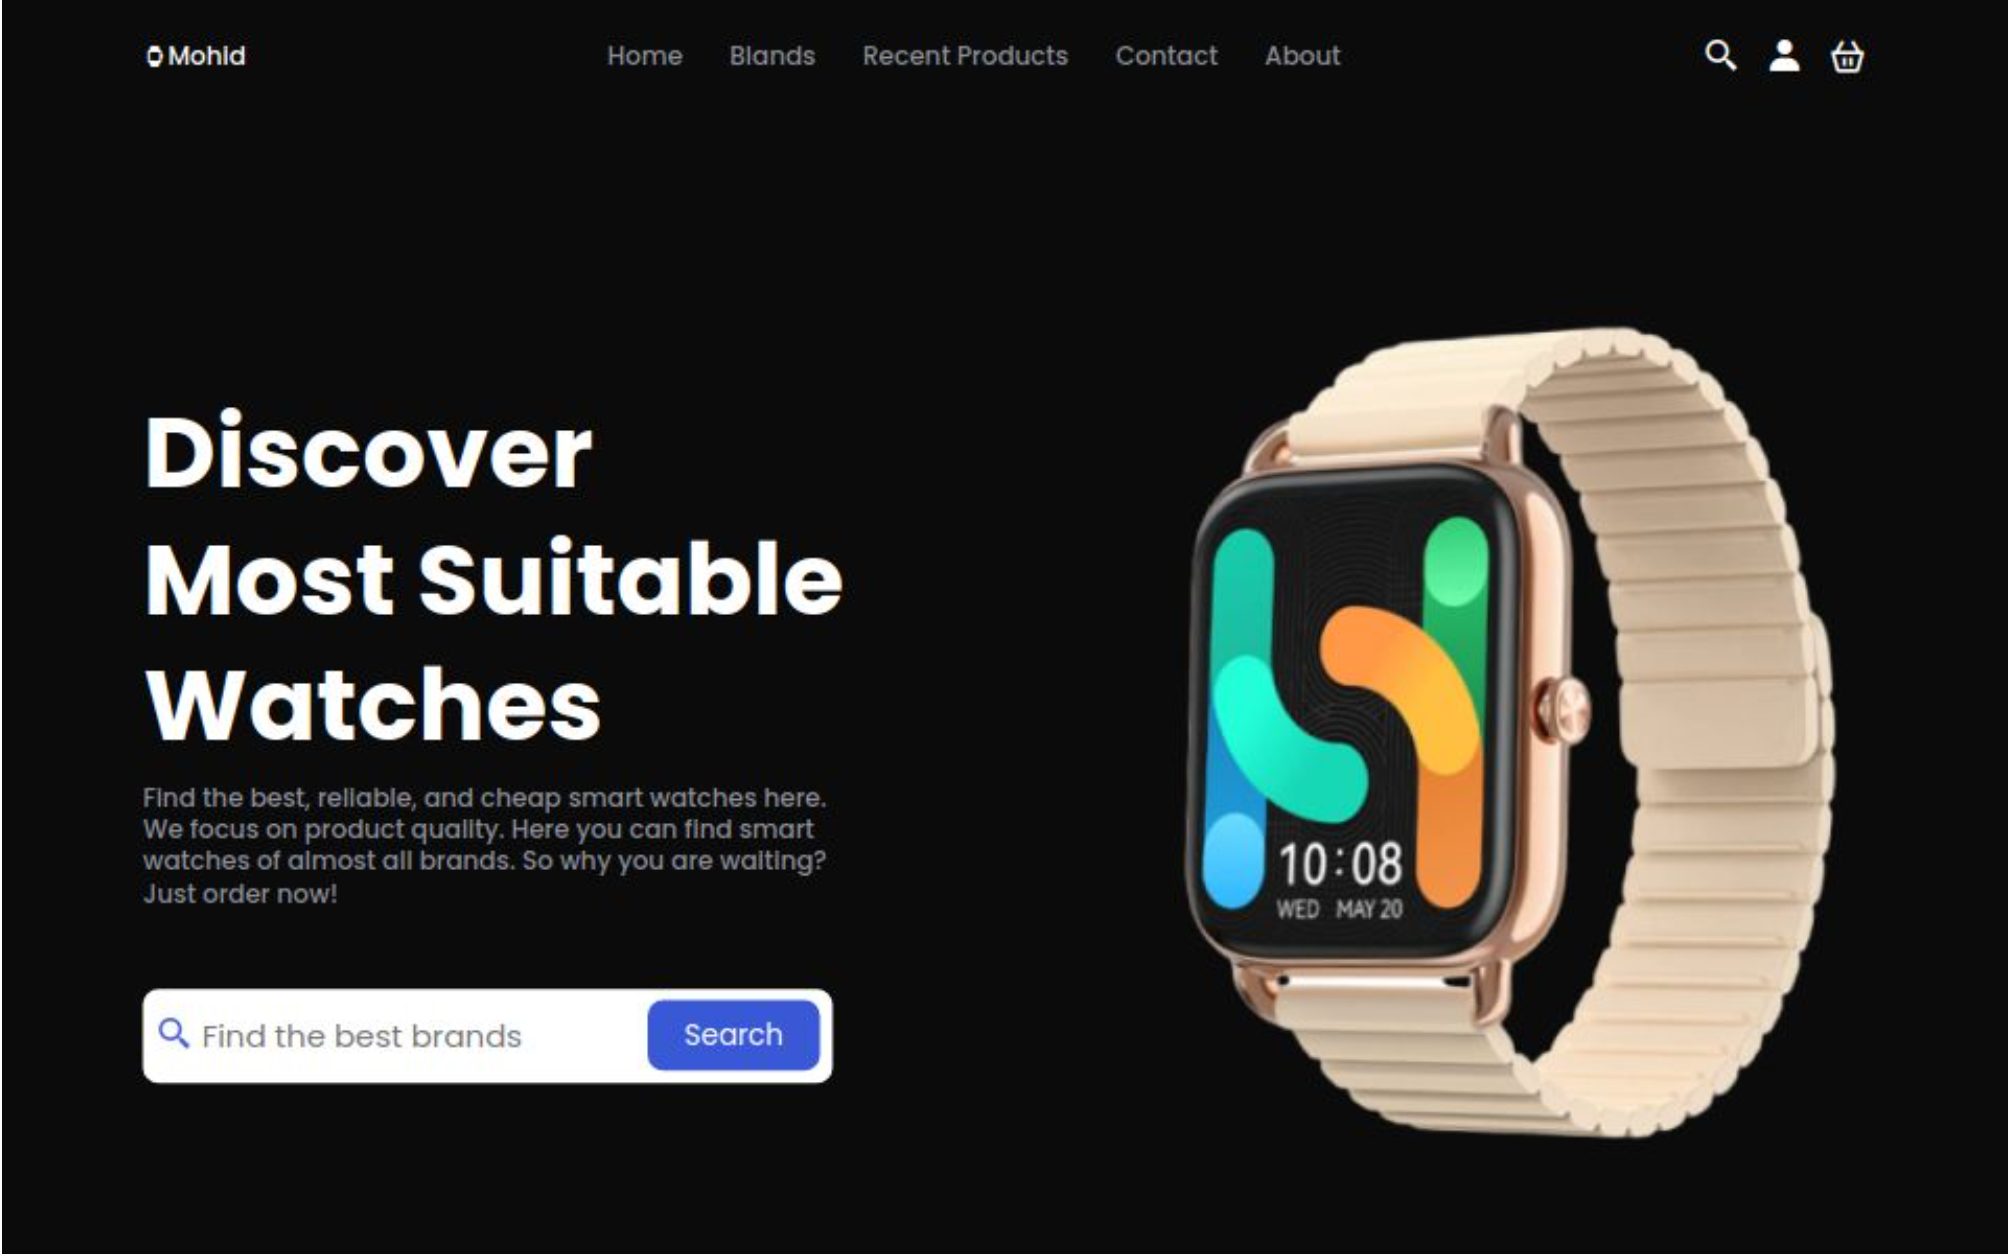 Mohid
Home Blands Recent Products Contact About
Discover
Most Suitable
Watches
Find the best, reliable, and cheap smart watches here.
We focus on product quality. Here you can find smart
watches of almost all brands. So why you are waiting?
Just order now!
Find the best brands Search
10:08
WED MAY 20